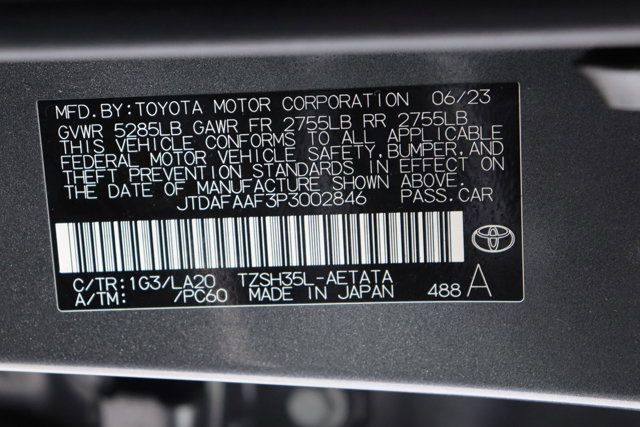 MFD.BY:TOYOTA MOTOR CORPORATION 06/23
GVWR 5285LB GAWR FR 2755LB RR 2755LB
THIS VEHICLE CONFORMS TO ALL APPLICABLE
FEDERAL MOTOR VEHICLE SAFETY,BUMPER,AND
THEFT PREVENTION STANDARDS IN EFFECT ON
THE DATE OF MANUFACTURE SHOWN ABOVE.
JTDAFAAF3P3002846 PASS.CAR
C/TR:1G3/LA20 TZSH35L-AETATA
A/TM: /PC60 MADE IN JAPAN 488 A